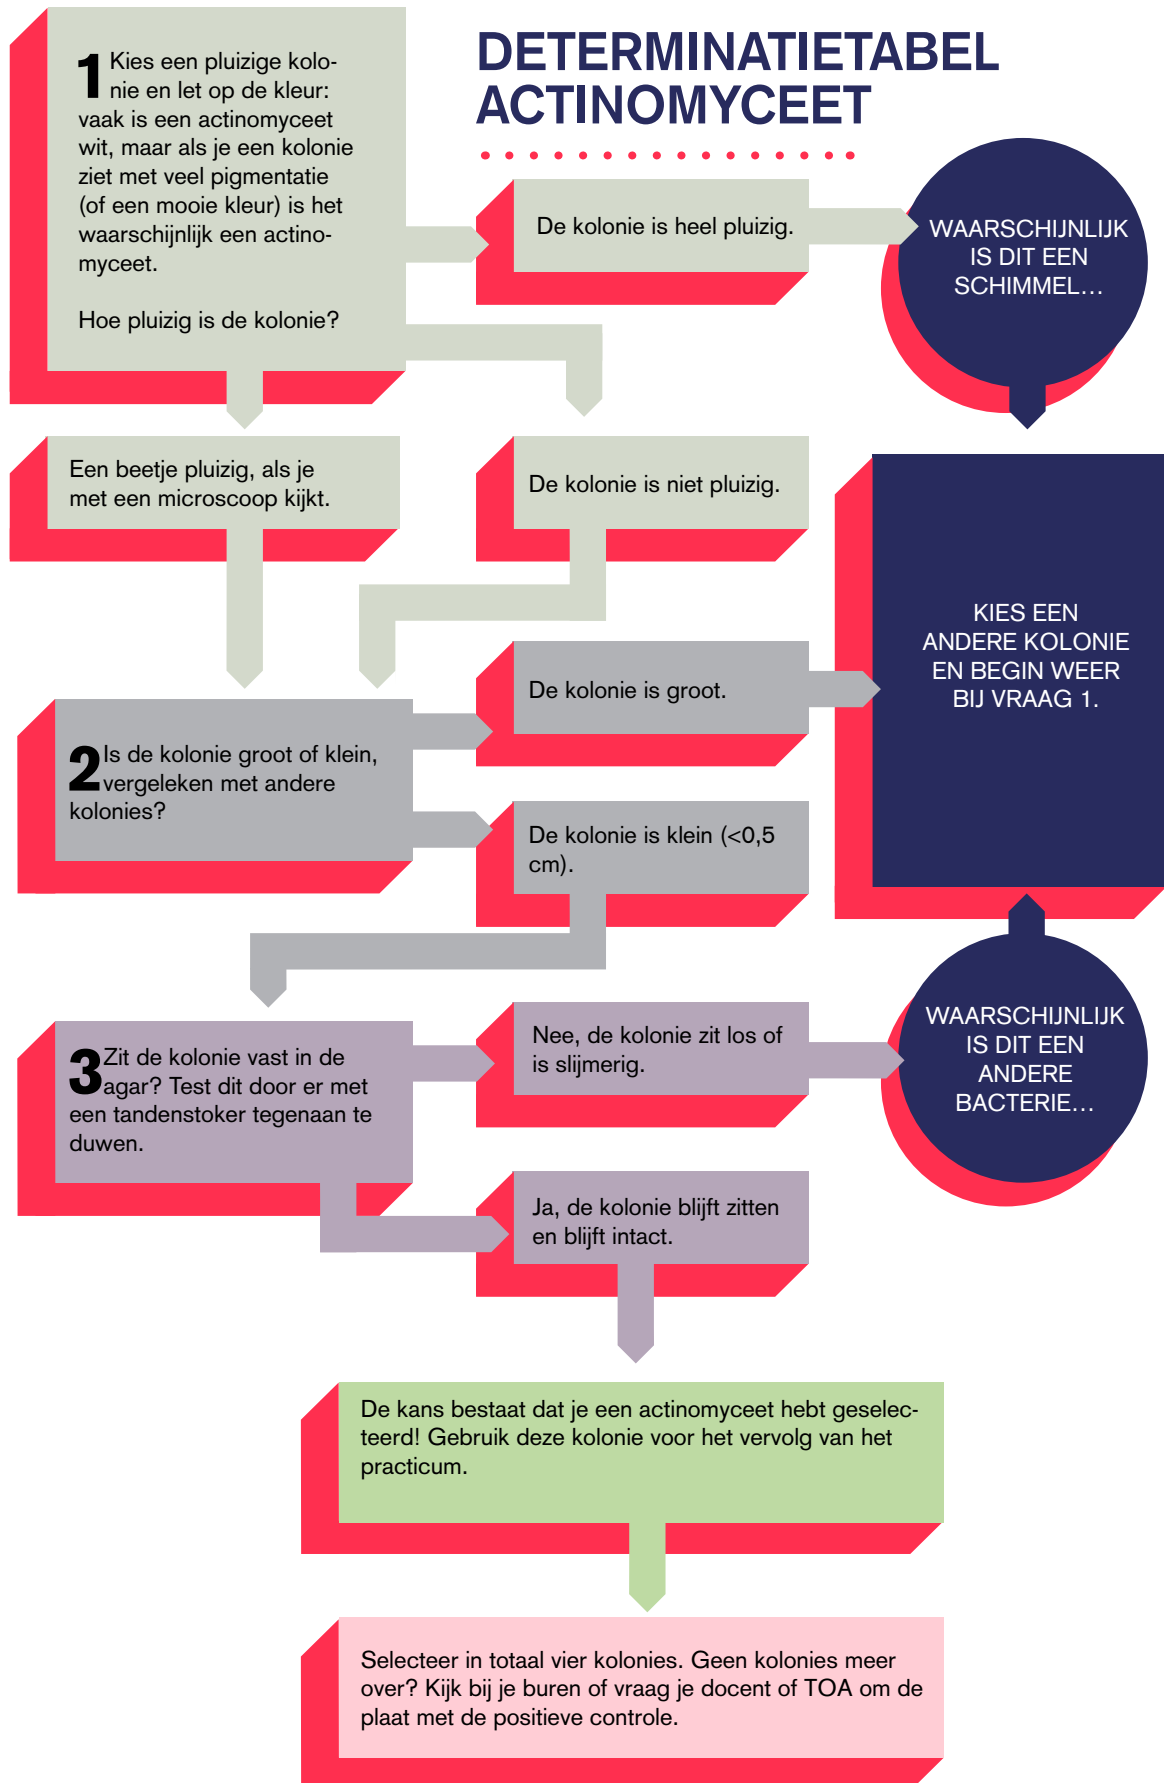 DETERMINATIETABEL
ACTINOMYCEET
1 Kies een pluizige kolo-
nie en let op de kleur:
vaak is een actinomyceet
wit, maar als je een kolonie
ziet met veel pigmentatie
(of een mooie kleur) is het
waarschijnlijk een actino-
myceet.
Hoe pluizig is de kolonie?
De kolonie is heel pluizig.
WAARSCHIJNLIJK
IS DIT EEN
SCHIMMEL...
Een beetje pluizig, als je
met een microscoop kijkt.
De kolonie is niet pluizig.
KIES EEN
ANDERE KOLONIE
EN BEGIN WEER
BIJ VRAAG 1.
2 Is de kolonie groot of klein,
vergeleken met andere
kolonies?
De kolonie is groot.
De kolonie is klein (<0,5
cm).
3 Zit de kolonie vast in de
agar? Test dit door er met
een tandenstoker tegenaan te
duwen.
Nee, de kolonie zit los of
is slijmerig.
WAARSCHIJNLIJK
IS DIT EEN
ANDERE
BACTERIE...
Ja, de kolonie blijft zitten
en blijft intact.
De kans bestaat dat je een actinomyceet hebt geselec-
teerd! Gebruik deze kolonie voor het vervolg van het
practicum.
Selecteer in totaal vier kolonies. Geen kolonies meer
over? Kijk bij je buren of vraag je docent of TOA om de
plaat met de positieve controle.